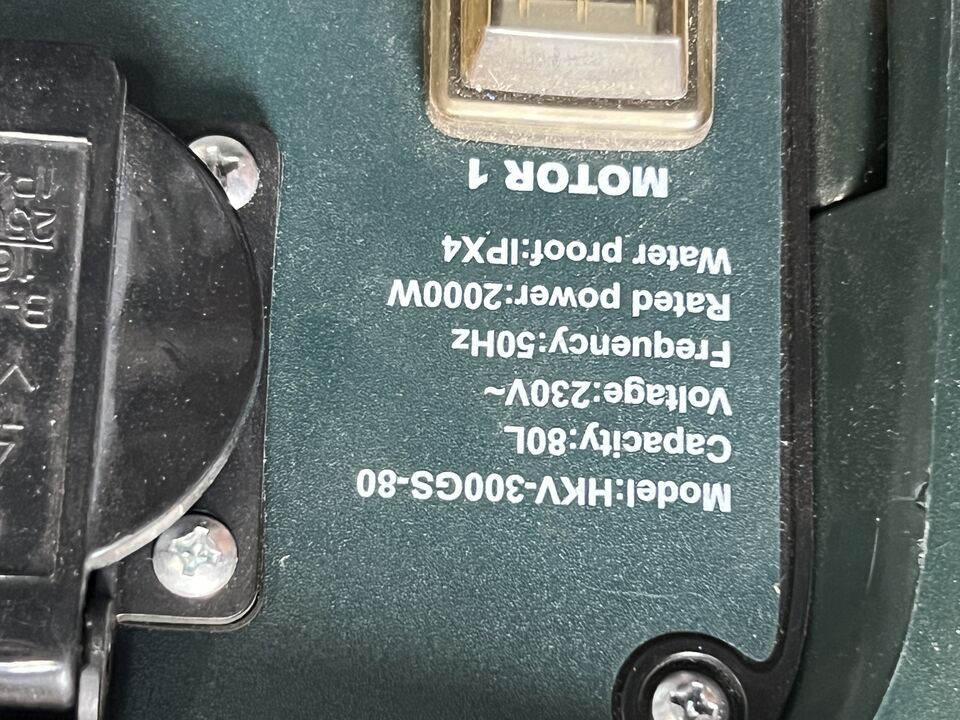 Model:HKV-300GS-80
Capacity:80L
Voltage:230V~
Frequency:50Hz
Rated power:2000W
Water proof:IPX4
MOTOR 1